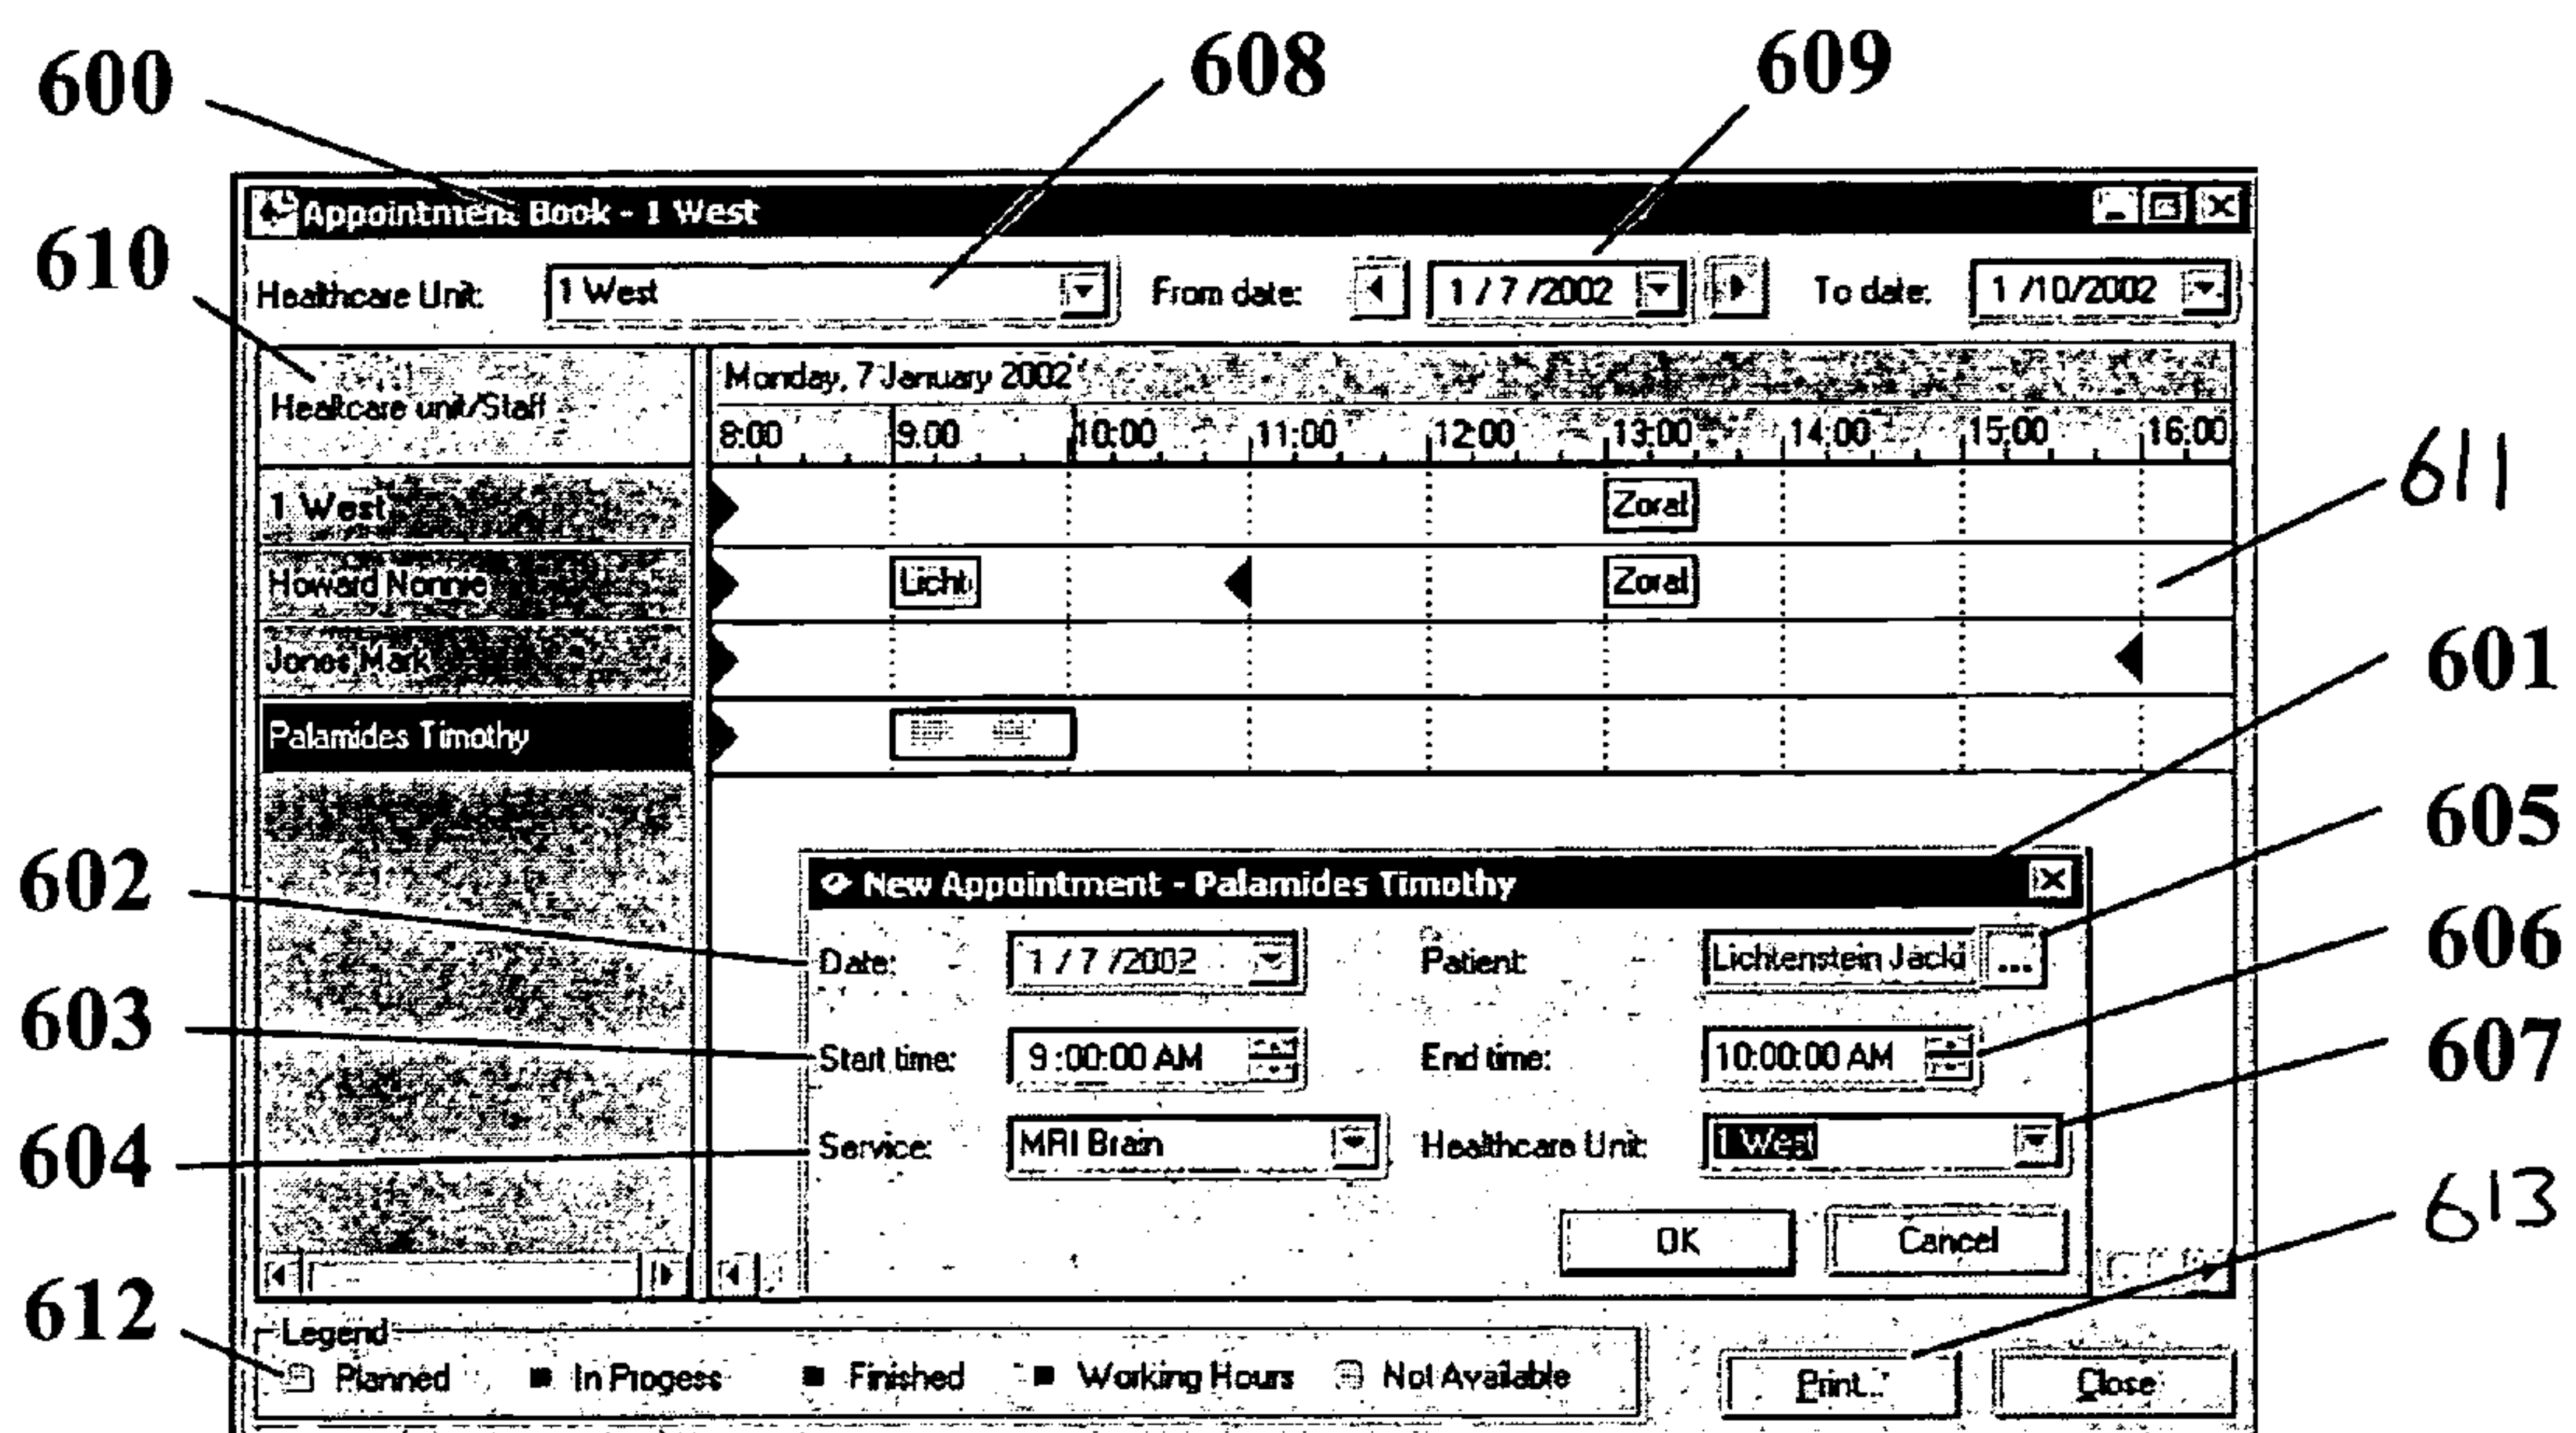 600 608 609
Appointment Book - 1 West
610
Healthcare Unit: 1 West From date: 1 / 7 /2002 To date: 1 /10/2002
Monday, 7 January 2002
Healtcare unit/Staff
8:00 9:00 10:00 11:00 12:00 13:00 14:00 15:00 16:00
611
1 West Zoral
Howard Nonnie Licht Zoral
601
Jones Mark
Palamides Timothy
605
602
New Appointment - Palamides Timothy
606
Date: 1 / 7 /2002 Patient: Lichtenstein Jacki ...
603
607
Start time: 9:00:00 AM End time: 10:00:00 AM
604
Service: MRI Brain Healthcare Unit: 1 West
613
OK Cancel
612
Legend
Planned In Progess Finished Working Hours Not Available Print... Close